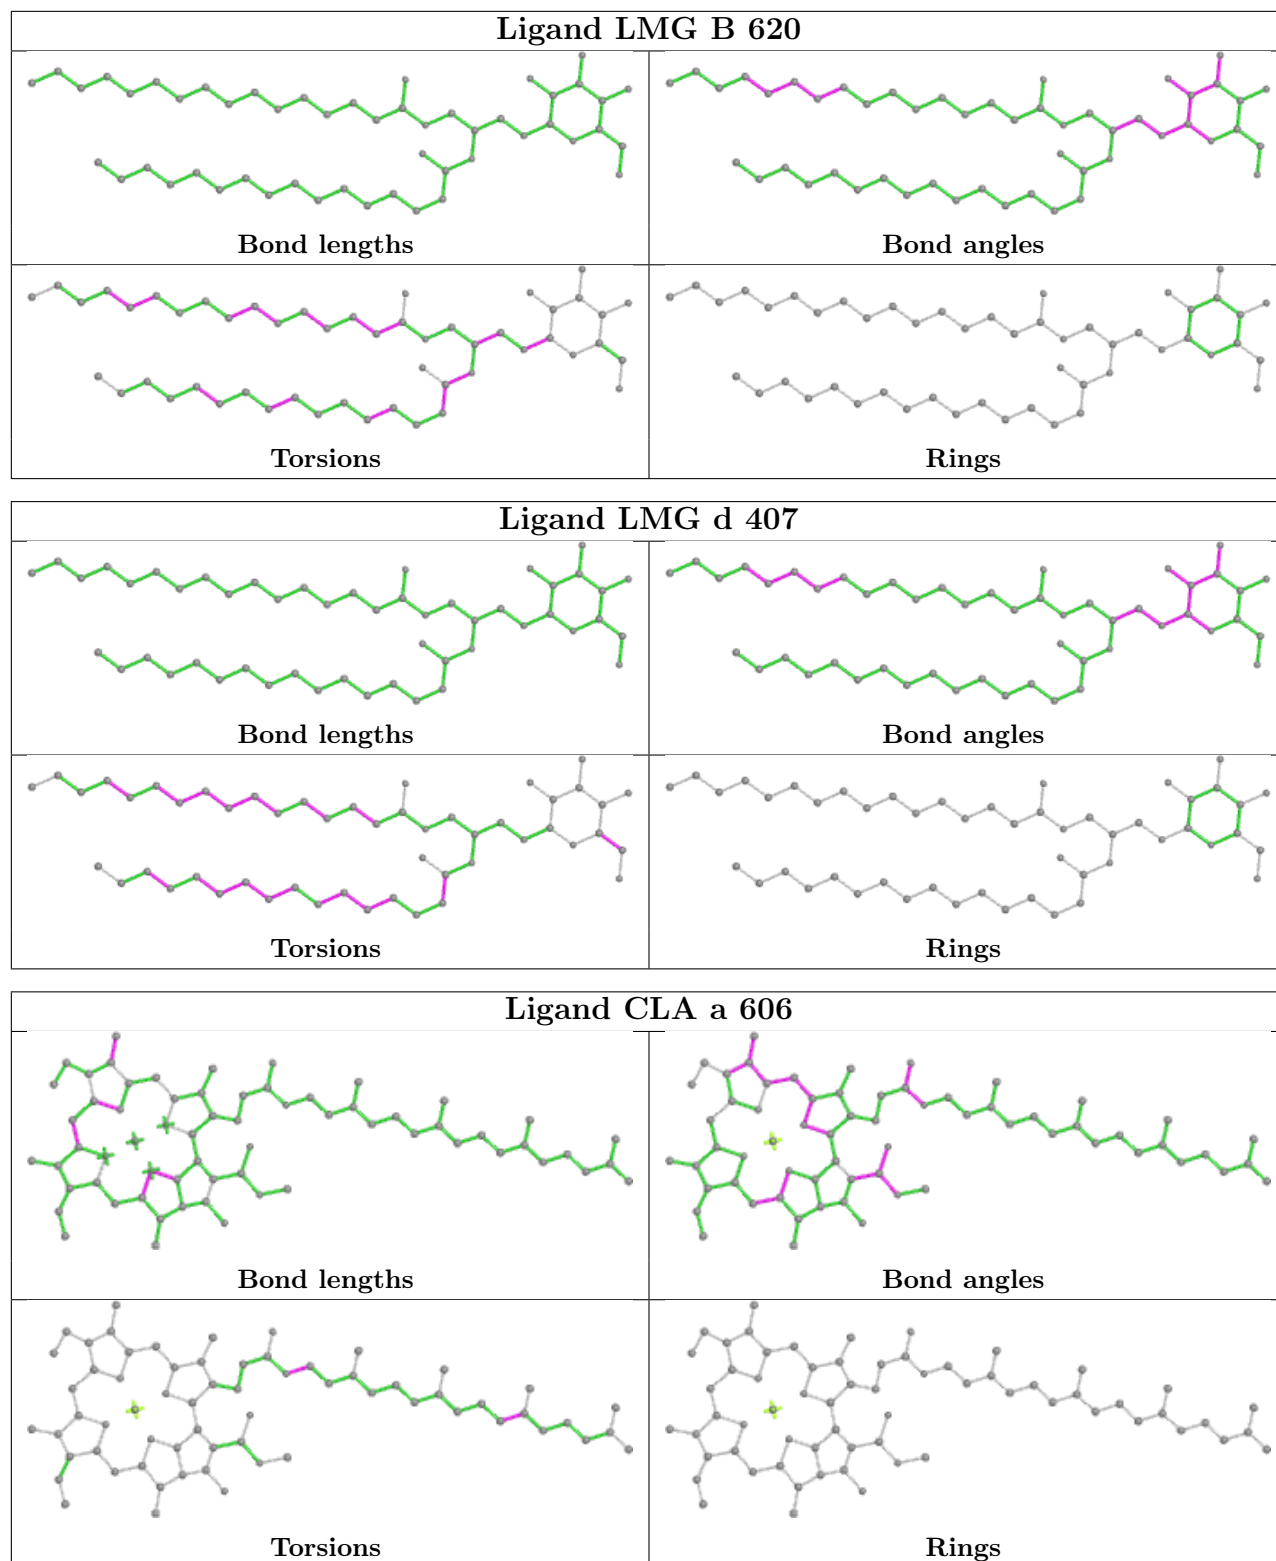 Ligand LMG B 620
Bond lengths
Bond angles
Torsions
Rings
Ligand LMG d 407
Bond lengths
Bond angles
Torsions
Rings
Ligand CLA a 606
Bond lengths
Bond angles
Torsions
Rings